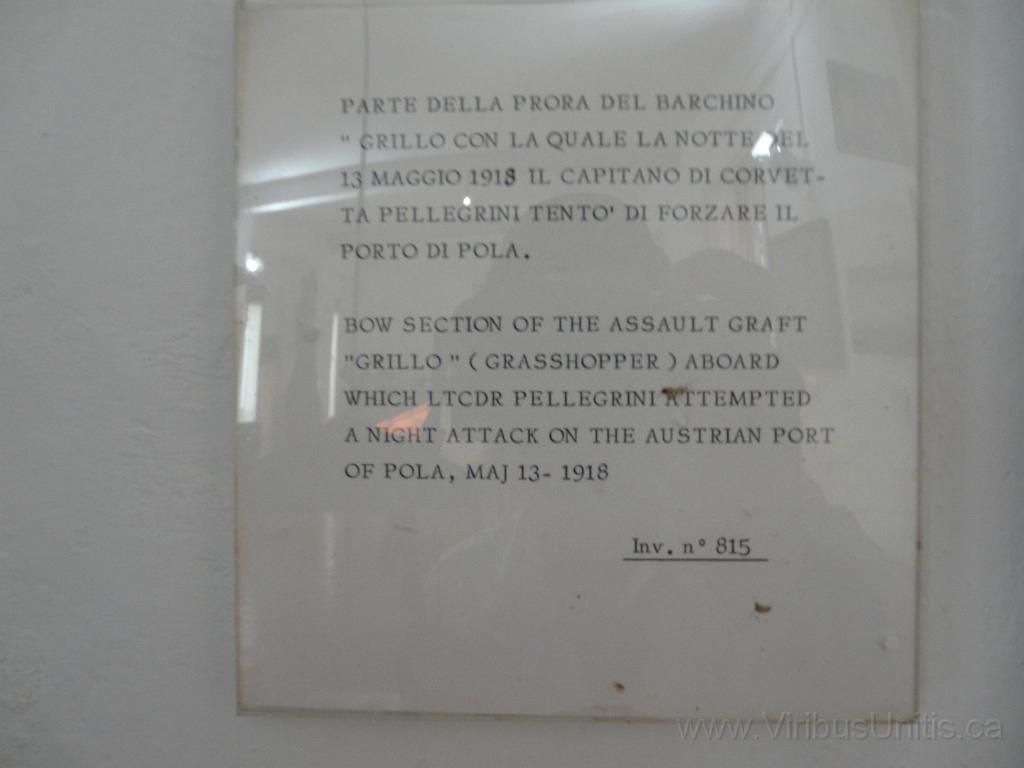 PARTE DELLA PRORA DEL BARCHINO
" GRILLO CON LA QUALE LA NOTTE DEL
13 MAGGIO 1918 IL CAPITANO DI CORVET-
TA PELLEGRINI TENTO' DI FORZARE IL
PORTO DI POLA.
BOW SECTION OF THE ASSAULT GRAFT
"GRILLO " ( GRASSHOPPER ) ABOARD
WHICH LTCDR PELLEGRINI ATTEMPTED
A NIGHT ATTACK ON THE AUSTRIAN PORT
OF POLA, MAJ 13- 1918
Inv. n° 815
www.ViribusUnitis.ca